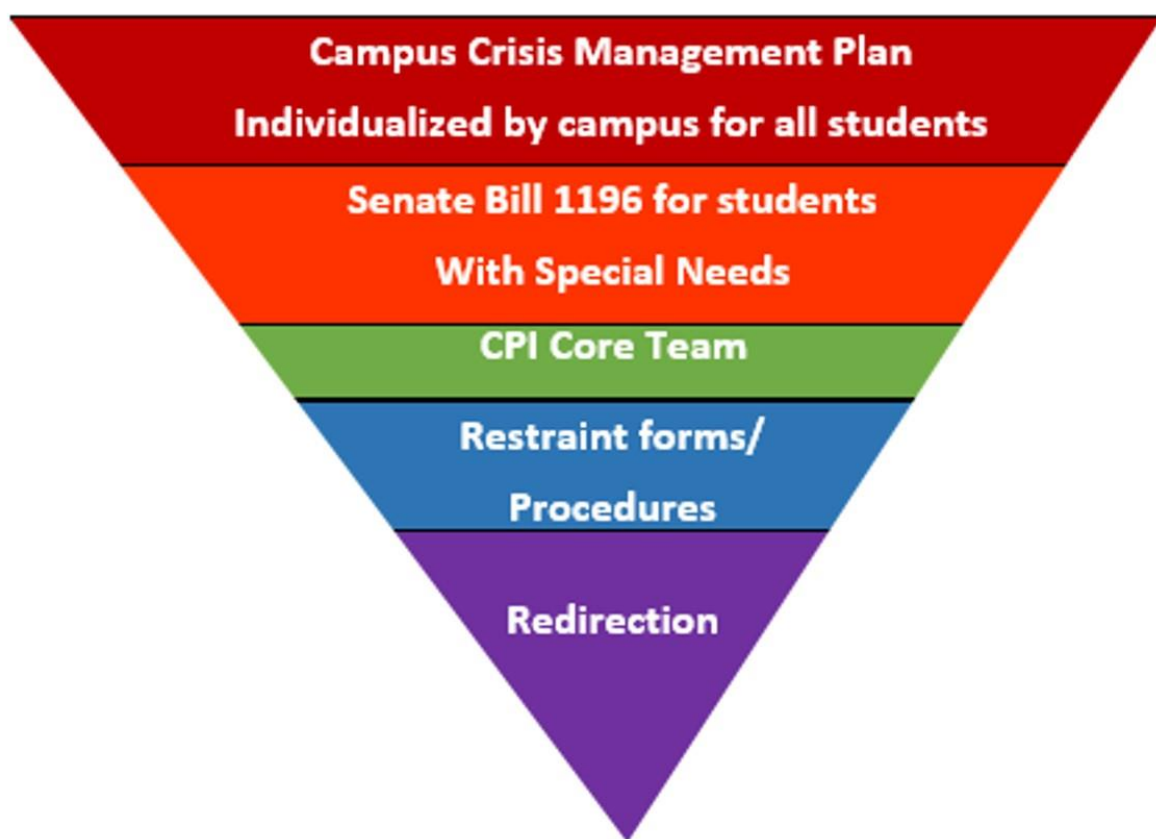 Campus Crisis Management Plan
Individualized by campus for all students
Senate Bill 1196 for students
With Special Needs
CPI Core Team
Restraint forms/
Procedures
Redirection